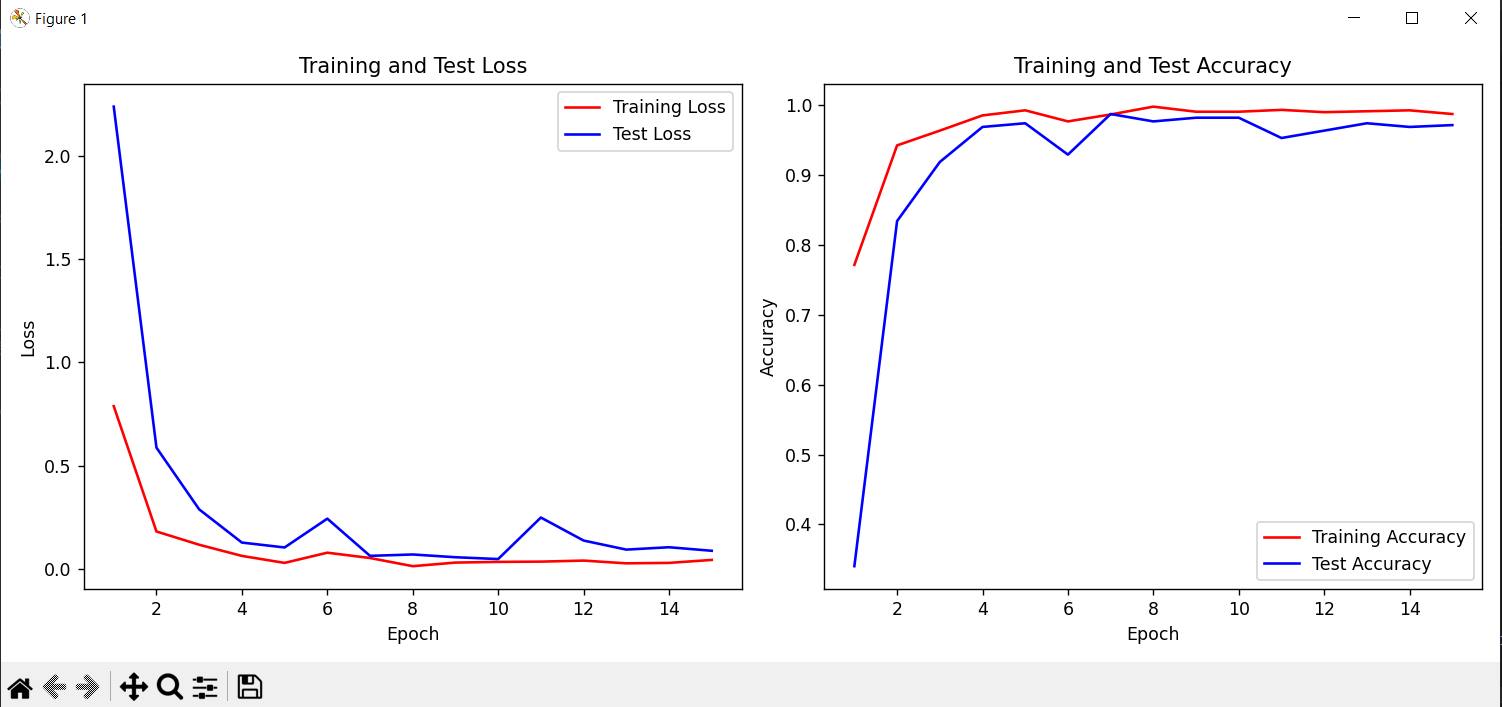 Figure 1
Training and Test Loss
Training Loss
Test Loss
2.0
1.5
1.0
0.5
0.0
Loss
2 4 6 8 10 12 14
Epoch
Training and Test Accuracy
1.0
0.9
0.8
0.7
0.6
0.5
0.4
Accuracy
Training Accuracy
Test Accuracy
2 4 6 8 10 12 14
Epoch